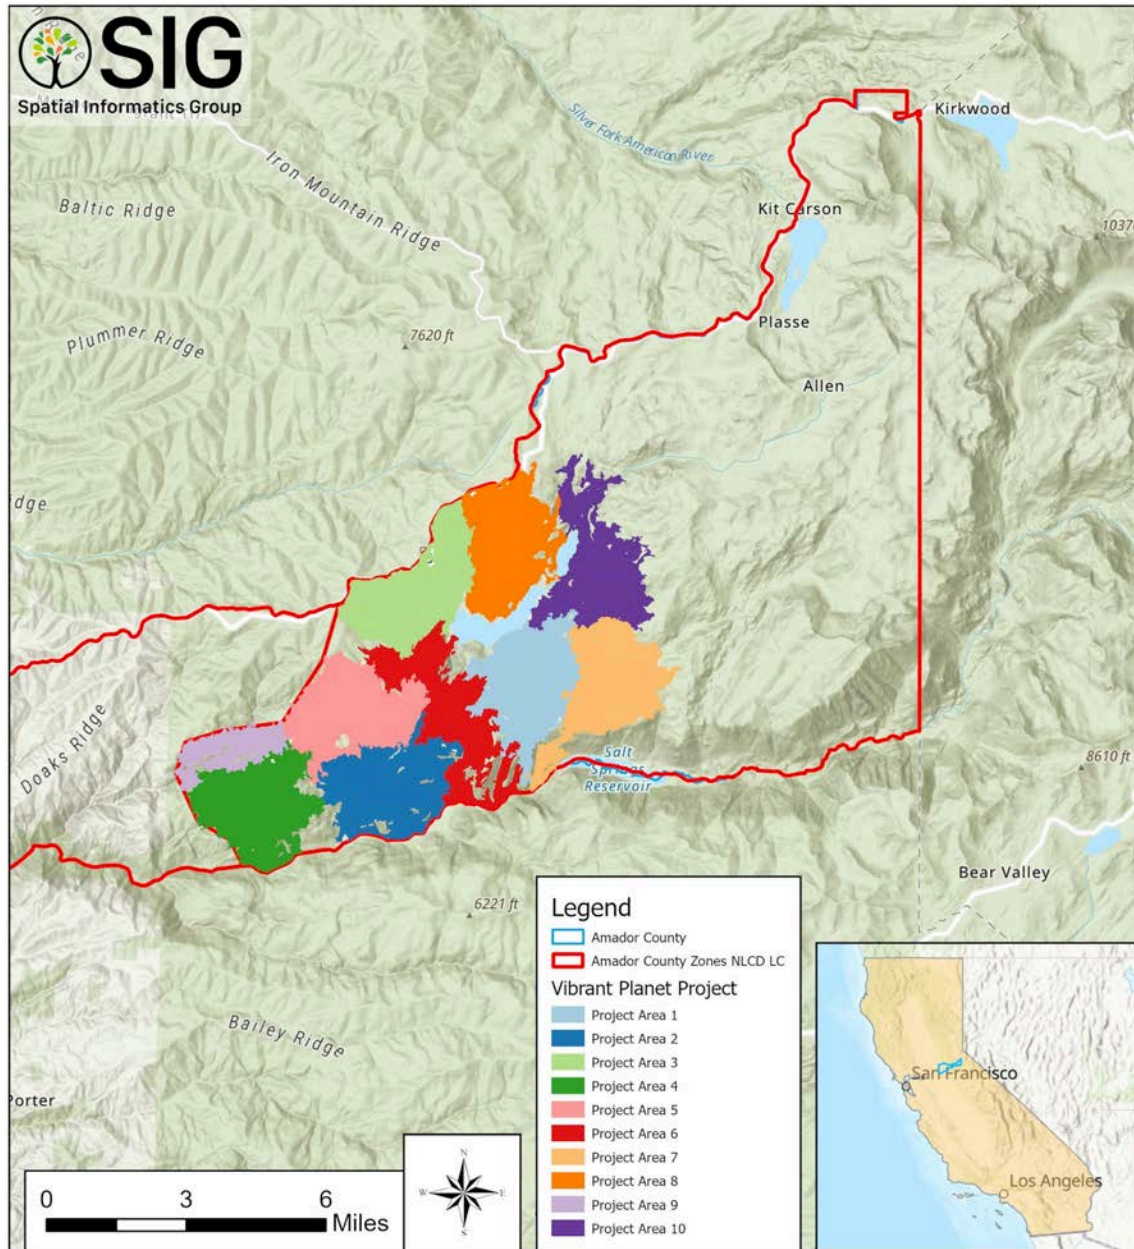 SIG
Spatial Informatics Group
Iron Mountain Ridge
Silver Fork American River
Kirkwood
Baltic Ridge
Kit Carson
Plummer Ridge
7620 ft
Plasse
Allen
Doaks Ridge
Salt
Springs
Reservoir
8610 ft
Bear Valley
6221 ft
Bailey Ridge
Legend
Amador County
Amador County Zones NLCD LC
Vibrant Planet Project
Project Area 1
Project Area 2
Project Area 3
Project Area 4
Project Area 5
Project Area 6
Project Area 7
Project Area 8
Project Area 9
Project Area 10
San Francisco
Los Angeles
0
3
6
Miles
N
W
E
S